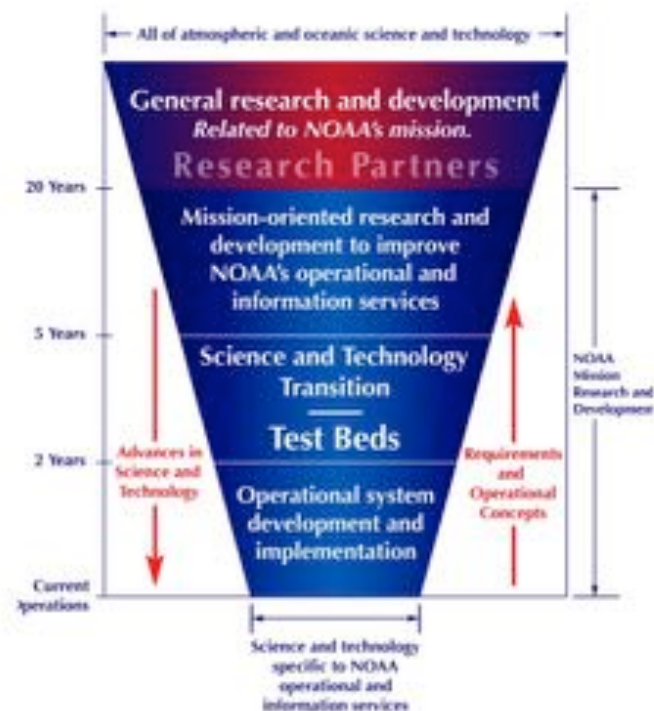 All of atmospheric and oceanic science and technology
General research and development
Related to NOAA's mission.
Research Partners
20 Years
Mission-oriented research and
development to improve
NOAA's operational and
information services
5 Years
Science and Technology
Transition
Test Beds
NOAA
Mission
Research and
Development
2 Years
Advances in
Science and
Technology
Requirements
and
Operational
Concepts
Operational system
development and
implementation
Current
Operations
Science and technology
specific to NOAA
operational and
information services